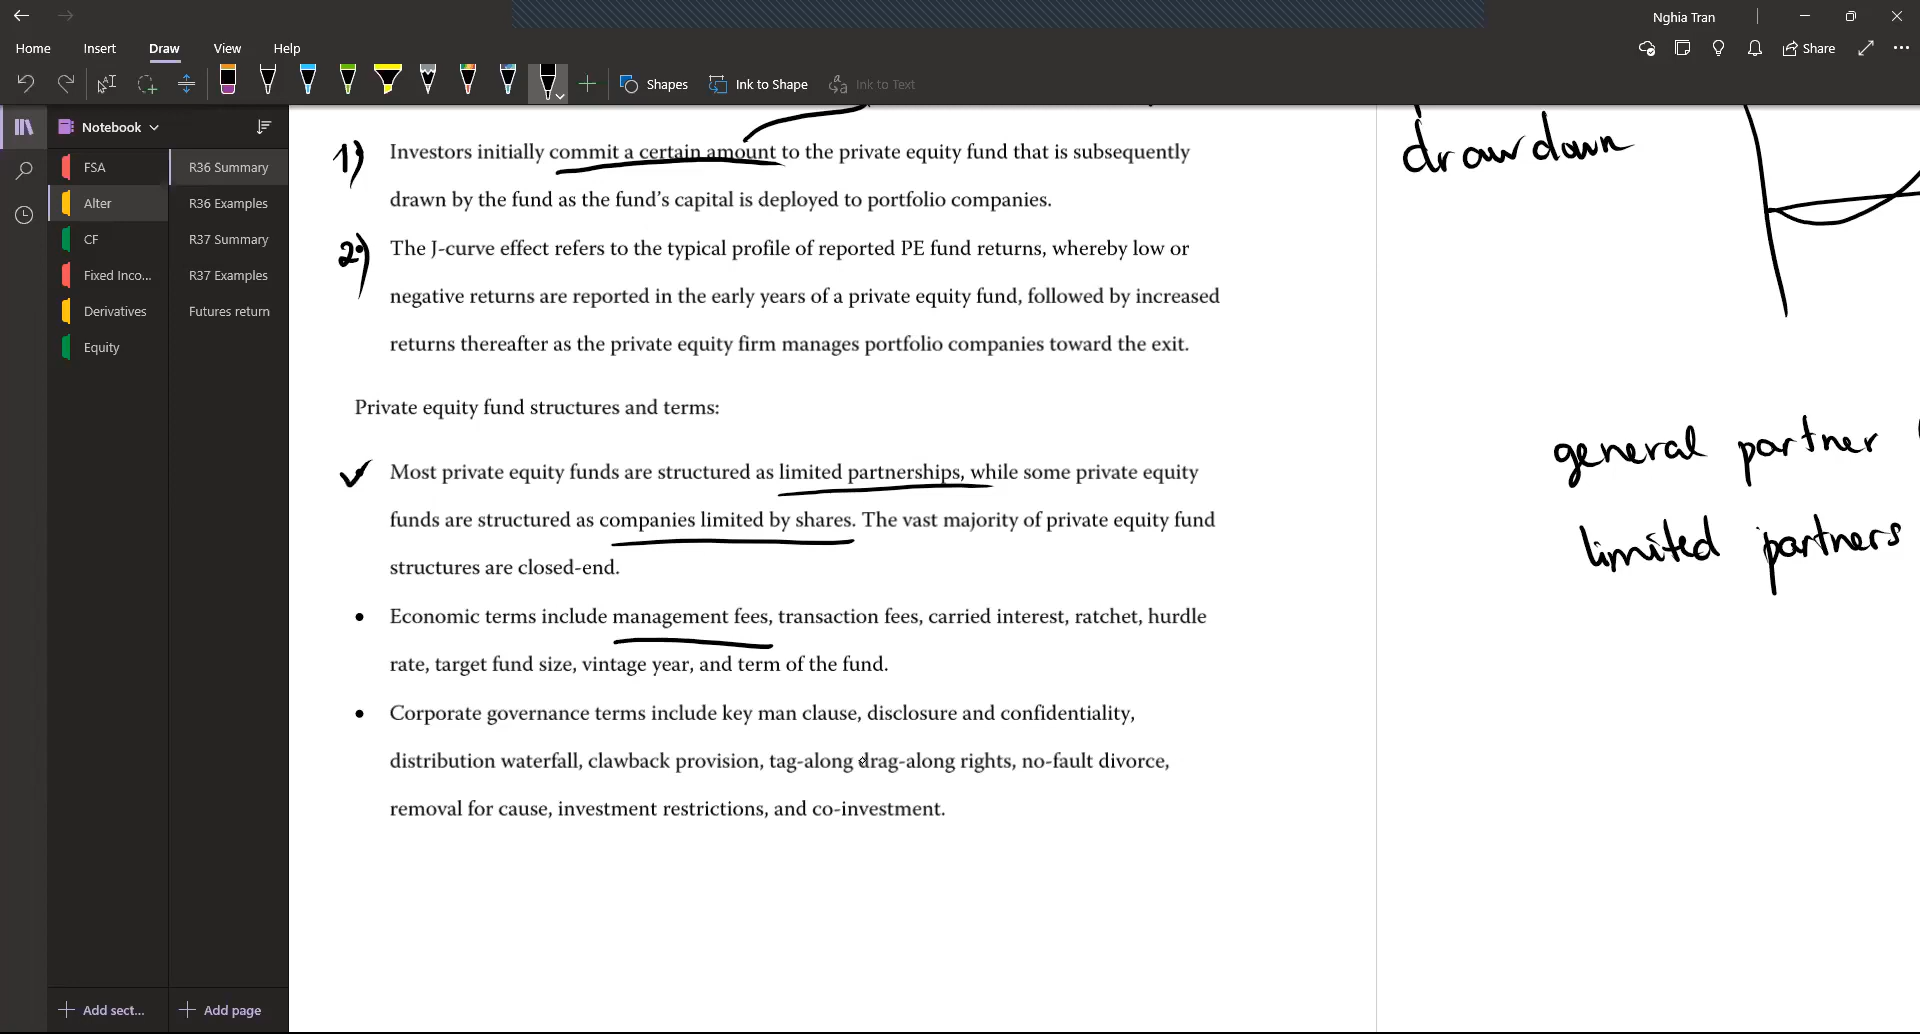 Nghia Tran
Home Insert Draw View Help
Share
Shapes Ink to Shape Ink to Text
Notebook
FSA
Alter
CF
Fixed Inco...
Derivatives
Equity
R36 Summary
R36 Examples
R37 Summary
R37 Examples
Futures return
Add sect...
Add page
1) Investors initially commit a certain amount to the private equity fund that is subsequently
drawn by the fund as the fund's capital is deployed to portfolio companies.
2) The J-curve effect refers to the typical profile of reported PE fund returns, whereby low or
negative returns are reported in the early years of a private equity fund, followed by increased
returns thereafter as the private equity firm manages portfolio companies toward the exit.
Private equity fund structures and terms:
Most private equity funds are structured as limited partnerships, while some private equity
funds are structured as companies limited by shares. The vast majority of private equity fund
structures are closed-end.
• Economic terms include management fees, transaction fees, carried interest, ratchet, hurdle
rate, target fund size, vintage year, and term of the fund.
• Corporate governance terms include key man clause, disclosure and confidentiality,
distribution waterfall, clawback provision, tag-along drag-along rights, no-fault divorce,
removal for cause, investment restrictions, and co-investment.
drawdown
general partner
limited partners